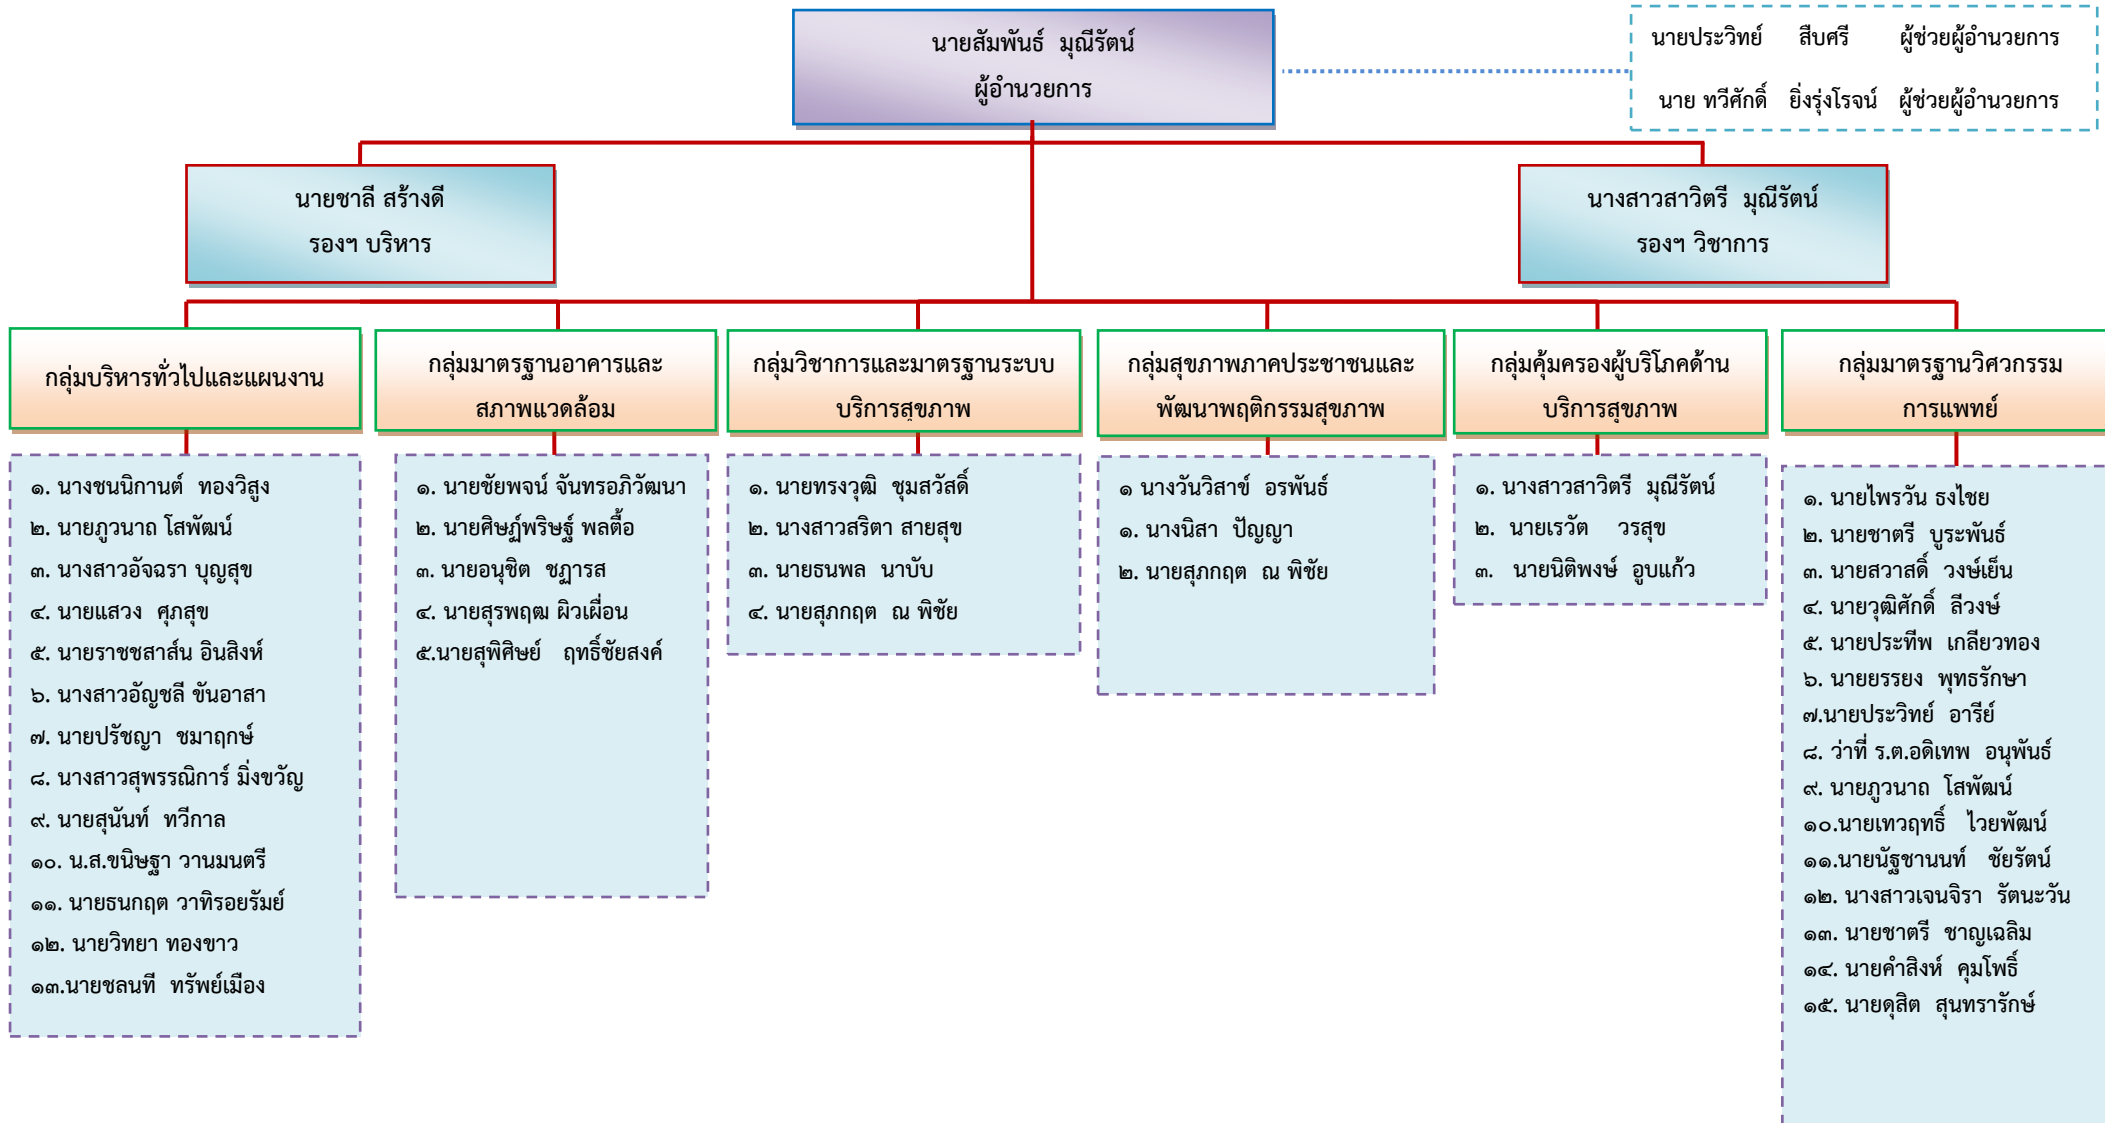 นายสัมพันธ์ มุณีรัตน์
ผู้อำนวยการ
นายประวิทย์ สืบศรี ผู้ช่วยผู้อำนวยการ
นาย ทวีศักดิ์ ยิ่งรุ่งโรจน์ ผู้ช่วยผู้อำนวยการ
นายชาลี สร้างดี
รองฯ บริหาร
นางสาวสาวิตรี มุณีรัตน์
รองฯ วิชาการ
กลุ่มบริหารทั่วไปและแผนงาน
๑. นางชนนิกานต์ ทองวิสูง
๒. นายภูวนาถ โสพัฒน์
๓. นางสาวอัจฉรา บุญสุข
๔. นายแสวง ศุภสุข
๕. นายราชชสาส์น อินสิงห์
๖. นางสาวอัญชลี ขันอาสา
๗. นายปรัชญา ชมาฤกษ์
๘. นางสาวสุพรรณิการ์ มิ่งขวัญ
๙. นายสุนันท์ ทวีกาล
๑๐. น.ส.ขนิษฐา วานมนตรี
๑๑. นายธนกฤต วาทิรอยรัมย์
๑๒. นายวิทยา ทองขาว
๑๓.นายชลนที ทรัพย์เมือง
กลุ่มมาตรฐานอาคารและ
สภาพแวดล้อม
๑. นายชัยพจน์ จันทรอภิวัฒนา
๒. นายศิษฏ์พริษฐ์ พลตื้อ
๓. นายอนุชิต ชฏารส
๔. นายสุรพฤฒ ผิวเผื่อน
๕.นายสุพิศิษย์ ฤทธิ์ชัยสงค์
กลุ่มวิชาการและมาตรฐานระบบ
บริการสุขภาพ
๑. นายทรงวุฒิ ชุมสวัสดิ์
๒. นางสาวสริตา สายสุข
๓. นายธนพล นาบับ
๔. นายสุภกฤต ณ พิชัย
กลุ่มสุขภาพภาคประชาชนและ
พัฒนาพฤติกรรมสุขภาพ
๑ นางวันวิสาข์ อรพันธ์
๑. นางนิสา ปัญญา
๒. นายสุภกฤต ณ พิชัย
กลุ่มคุ้มครองผู้บริโภคด้าน
บริการสุขภาพ
๑. นางสาวสาวิตรี มุณีรัตน์
๒. นายเรวัต วรสุข
๓. นายนิติพงษ์ อูบแก้ว
กลุ่มมาตรฐานวิศวกรรม
การแพทย์
๑. นายไพรวัน ธงไชย
๒. นายชาตรี บูระพันธ์
๓. นายสวาสดิ์ วงษ์เย็น
๔. นายวุฒิศักดิ์ ลีวงษ์
๕. นายประทีพ เกลียวทอง
๖. นายยรรยง พุทธรักษา
๗.นายประวิทย์ อารีย์
๘. ว่าที่ ร.ต.อดิเทพ อนุพันธ์
๙. นายภูวนาถ โสพัฒน์
๑๐.นายเทวฤทธิ์ ไวยพัฒน์
๑๑.นายนัฐชานนท์ ชัยรัตน์
๑๒. นางสาวเจนจิรา รัตนะวัน
๑๓. นายชาตรี ชาญเฉลิม
๑๔. นายคำสิงห์ คุมโพธิ์
๑๕. นายดุสิต สุนทรารักษ์